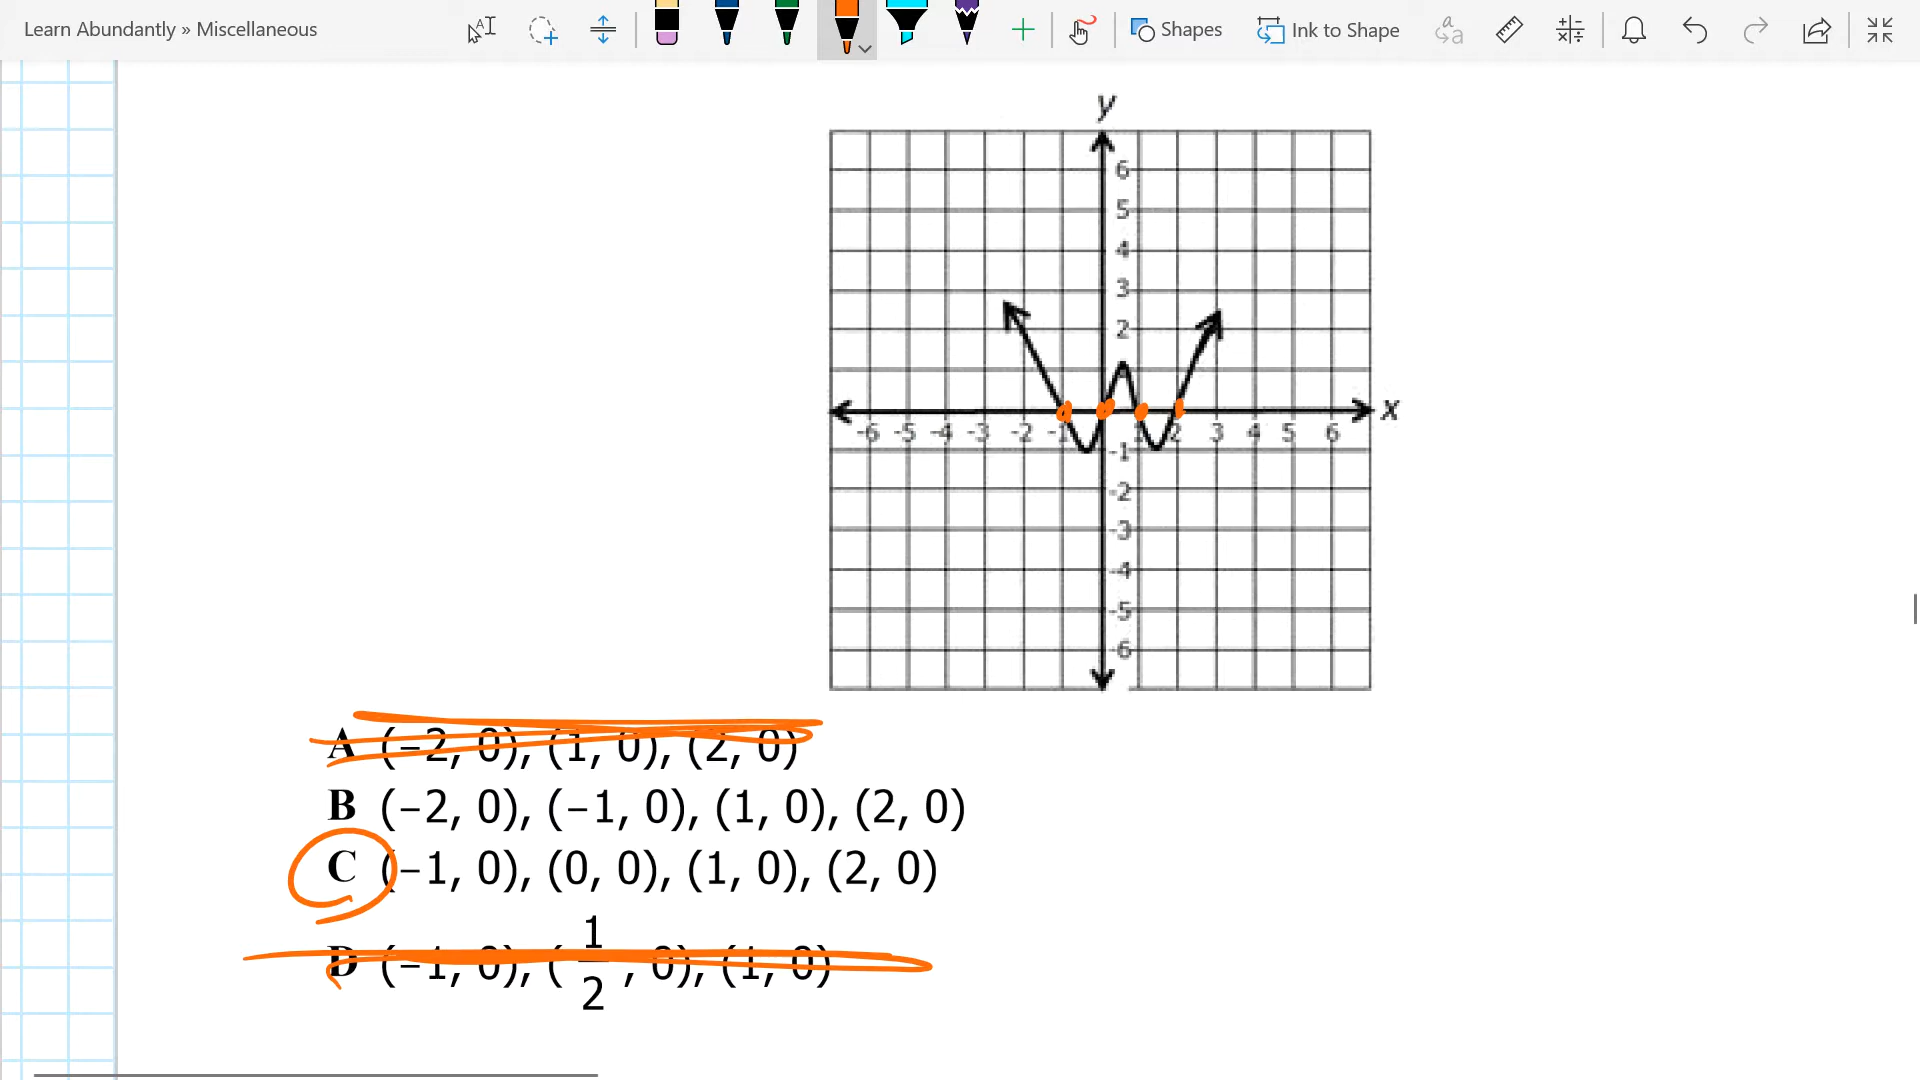 Learn Abundantly » Miscellaneous
Shapes
Ink to Shape
y
6
5
4
3
2
x
-6 -5 -4 -3 -2 -1 1 2 3 4 5 6
-1
-2
-3
-4
-5
-6
A (−2, 0), (1, 0), (2, 0)
B (−2, 0), (−1, 0), (1, 0), (2, 0)
C (−1, 0), (0, 0), (1, 0), (2, 0)
D (−1, 0), (1/2, 0), (1, 0)